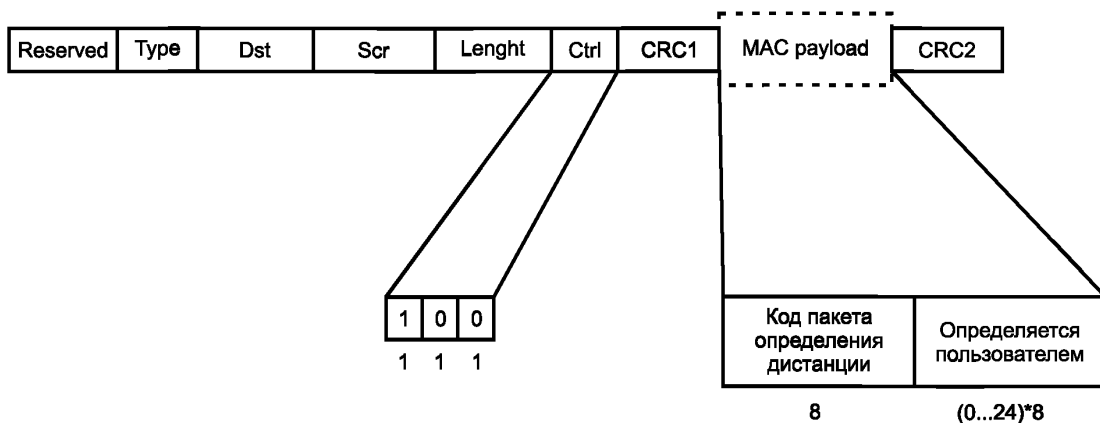 Reserved Type Dst Scr Lenght Ctrl CRC1 MAC payload CRC2
1 0 0
1 1 1
Код пакета
определения
дистанции
Определяется
пользователем
8 (0...24)*8